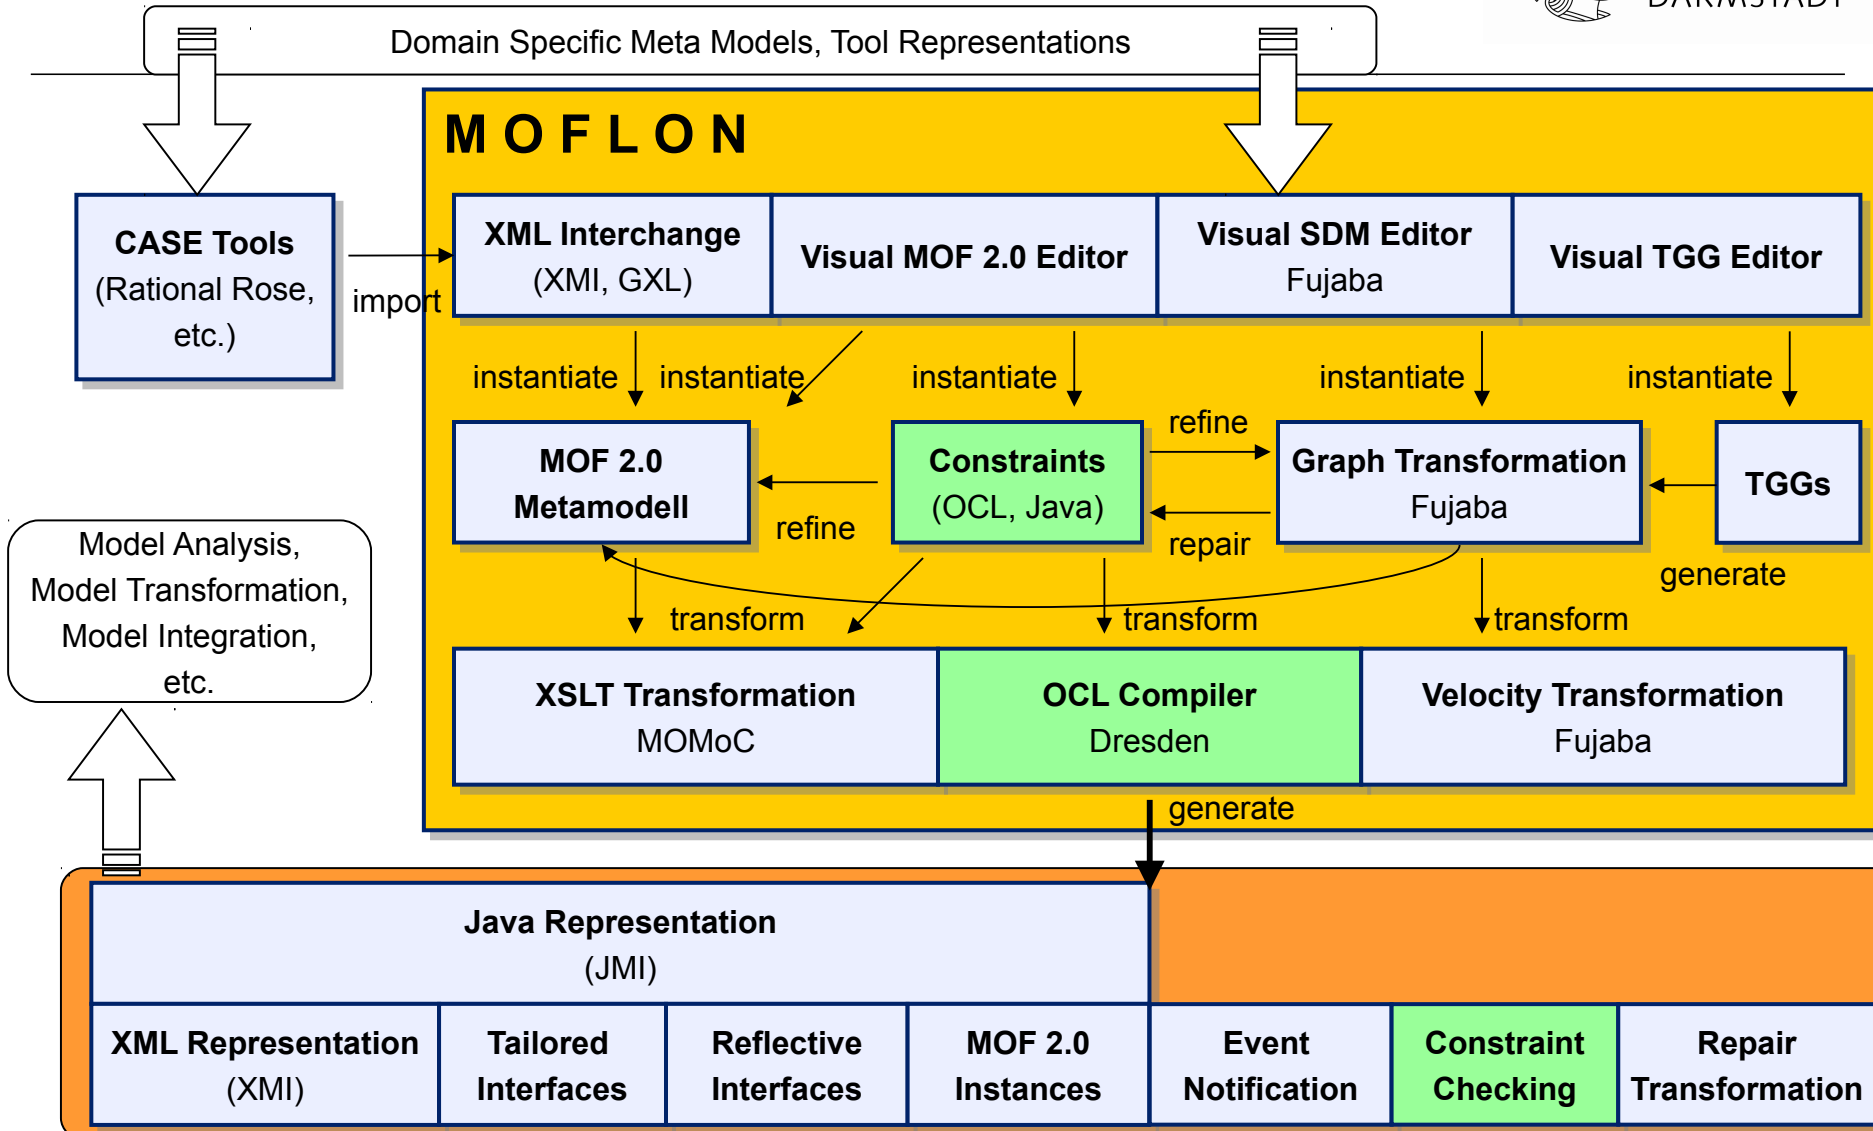 DARMSTADT
Domain Specific Meta Models, Tool Representations
MOFLON
CASE Tools
(Rational Rose,
etc.)
import
XML Interchange
(XMI, GXL)
Visual MOF 2.0 Editor
Visual SDM Editor
Fujaba
Visual TGG Editor
instantiate
instantiate
instantiate
instantiate
instantiate
MOF 2.0
Metamodell
refine
Constraints
(OCL, Java)
refine
repair
Graph Transformation
Fujaba
TGGs
generate
Model Analysis,
Model Transformation,
Model Integration,
etc.
transform
transform
transform
XSLT Transformation
MOMoC
OCL Compiler
Dresden
Velocity Transformation
Fujaba
generate
Java Representation
(JMI)
XML Representation
(XMI)
Tailored
Interfaces
Reflective
Interfaces
MOF 2.0
Instances
Event
Notification
Constraint
Checking
Repair
Transformation